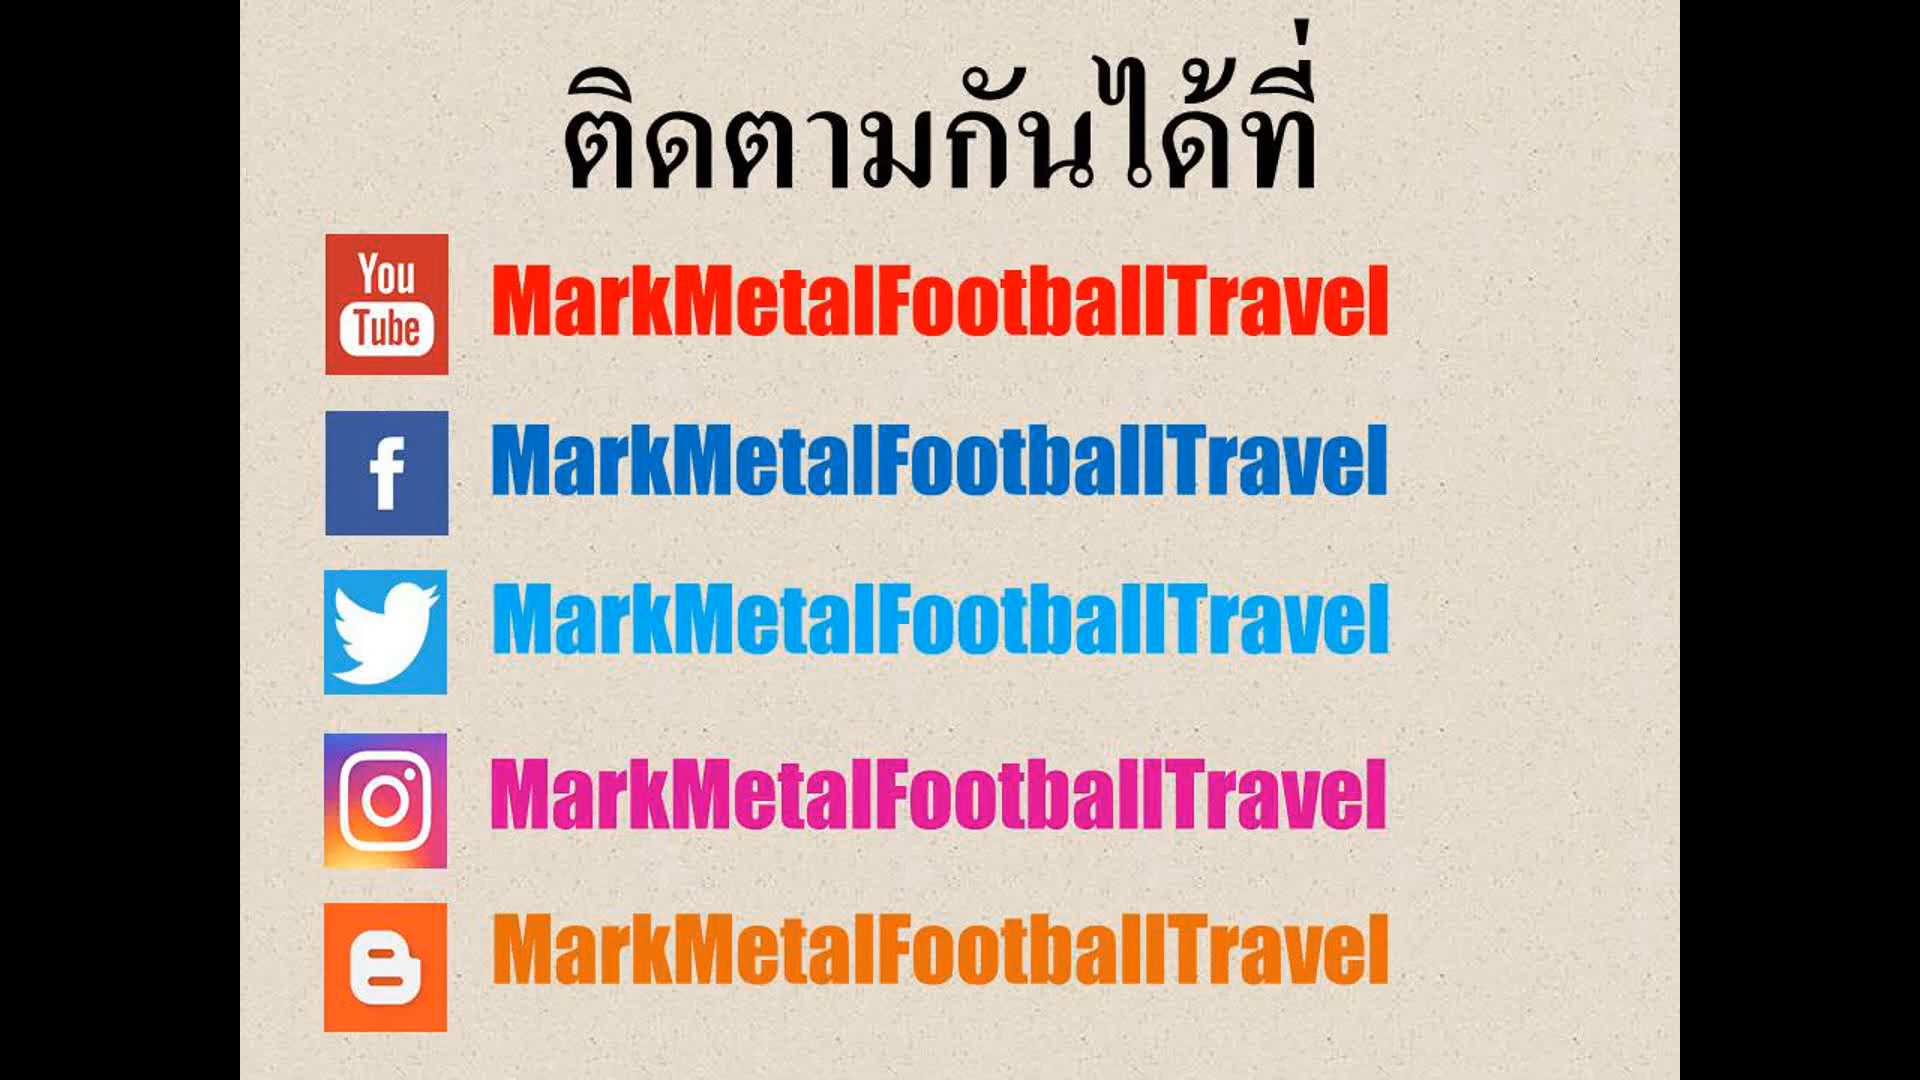 ติดตามกันได้ที่
You
Tube
MarkMetalFootballTravel
f
MarkMetalFootballTravel
MarkMetalFootballTravel
MarkMetalFootballTravel
B
MarkMetalFootballTravel